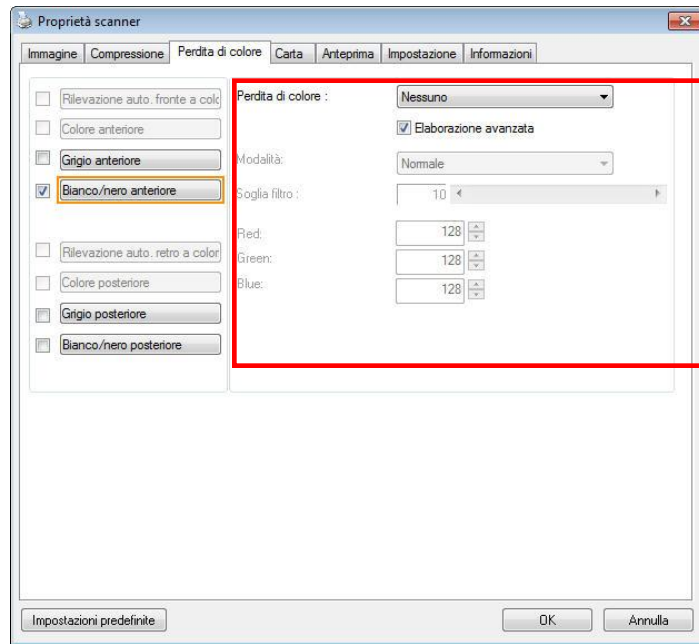 Proprietà scanner
Immagine Compressione Perdita di colore Carta Anteprima Impostazione Informazioni
Rilevazione auto. fronte a colo
Colore anteriore
Grigio anteriore
Bianco/nero anteriore
Rilevazione auto. retro a color
Colore posteriore
Grigio posteriore
Bianco/nero posteriore
Perdita di colore : Nessuno
Elaborazione avanzata
Modalità: Normale
Soglia filtro : 10
Red: 128
Green: 128
Blue: 128
Impostazioni predefinite OK Annulla